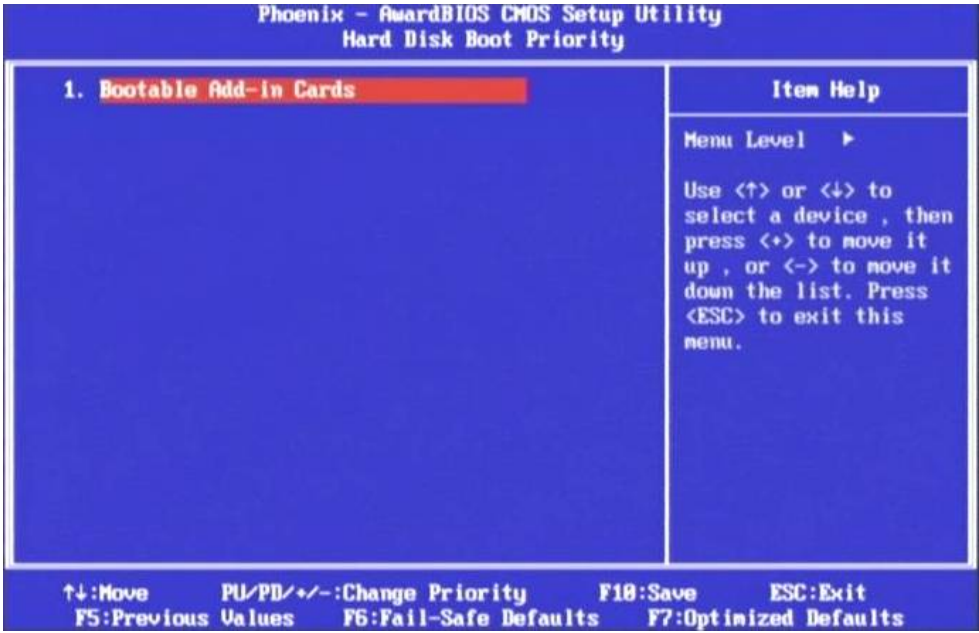 Phoenix - AwardBIOS CMOS Setup Utility
Hard Disk Boot Priority
1. Bootable Add-in Cards
Item Help
Menu Level ▶
Use <↑> or <↓> to
select a device , then
press <+> to move it
up , or <-> to move it
down the list. Press
<ESC> to exit this
menu.
↑↓:Move PU/PD/+/-:Change Priority F10:Save ESC:Exit
F5:Previous Values F6:Fail-Safe Defaults F7:Optimized Defaults